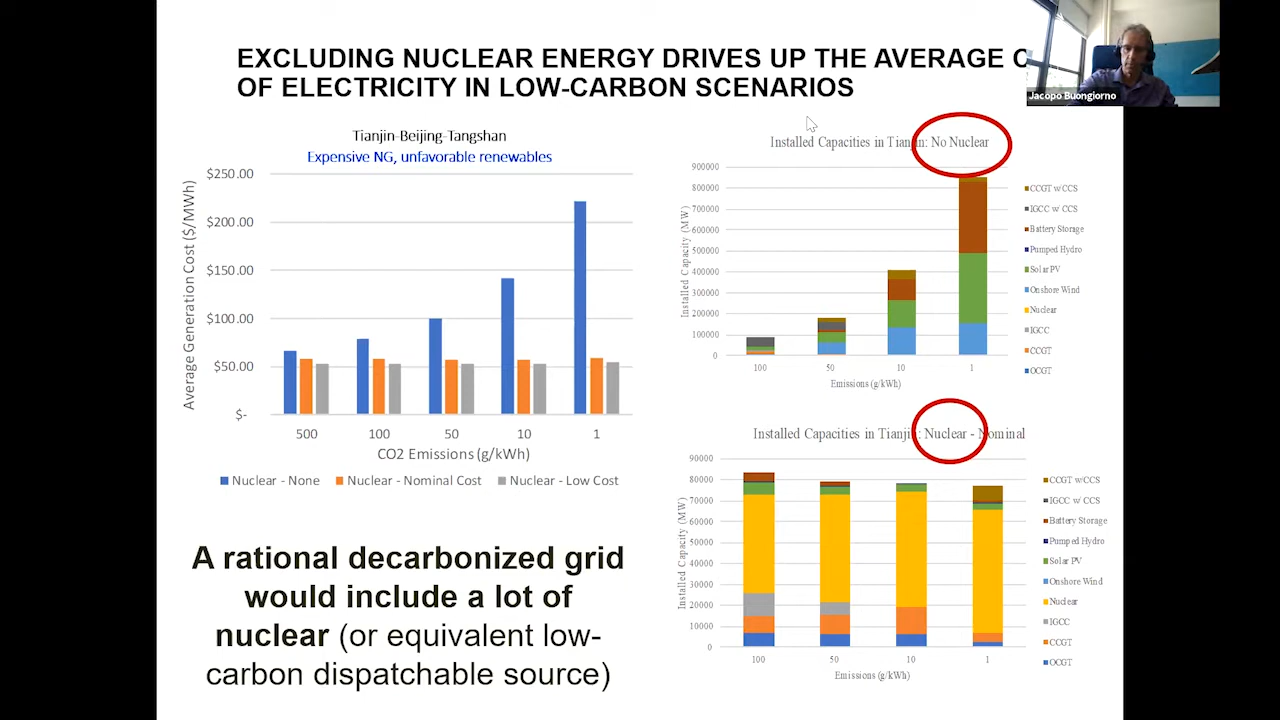 EXCLUDING NUCLEAR ENERGY DRIVES UP THE AVERAGE C
OF ELECTRICITY IN LOW-CARBON SCENARIOS
Jacopo Buongiorno
Tianjin-Beijing-Tangshan
Expensive NG, unfavorable renewables
Average Generation Cost ($/MWh)
$250.00
$200.00
$150.00
$100.00
$50.00
$-
500 100 50 10 1
CO2 Emissions (g/kWh)
Nuclear - None Nuclear - Nominal Cost Nuclear - Low Cost
A rational decarbonized grid
would include a lot of
nuclear (or equivalent low-
carbon dispatchable source)
Installed Capacities in Tianjin: No Nuclear
Installed Capacity (MW)
900000
800000
700000
600000
500000
400000
300000
200000
100000
0
100 50 10 1
Emissions (g/kWh)
CCGT w/CCS
IGCC w/ CCS
Battery Storage
Pumped Hydro
Solar PV
Onshore Wind
Nuclear
IGCC
CCGT
OCGT
Installed Capacities in Tianjin: Nuclear - Nominal
Installed Capacity (MW)
90000
80000
70000
60000
50000
40000
30000
20000
10000
0
100 50 10 1
Emissions (g/kWh)
CCGT w/CCS
IGCC w/ CCS
Battery Storage
Pumped Hydro
Solar PV
Onshore Wind
Nuclear
IGCC
CCGT
OCGT